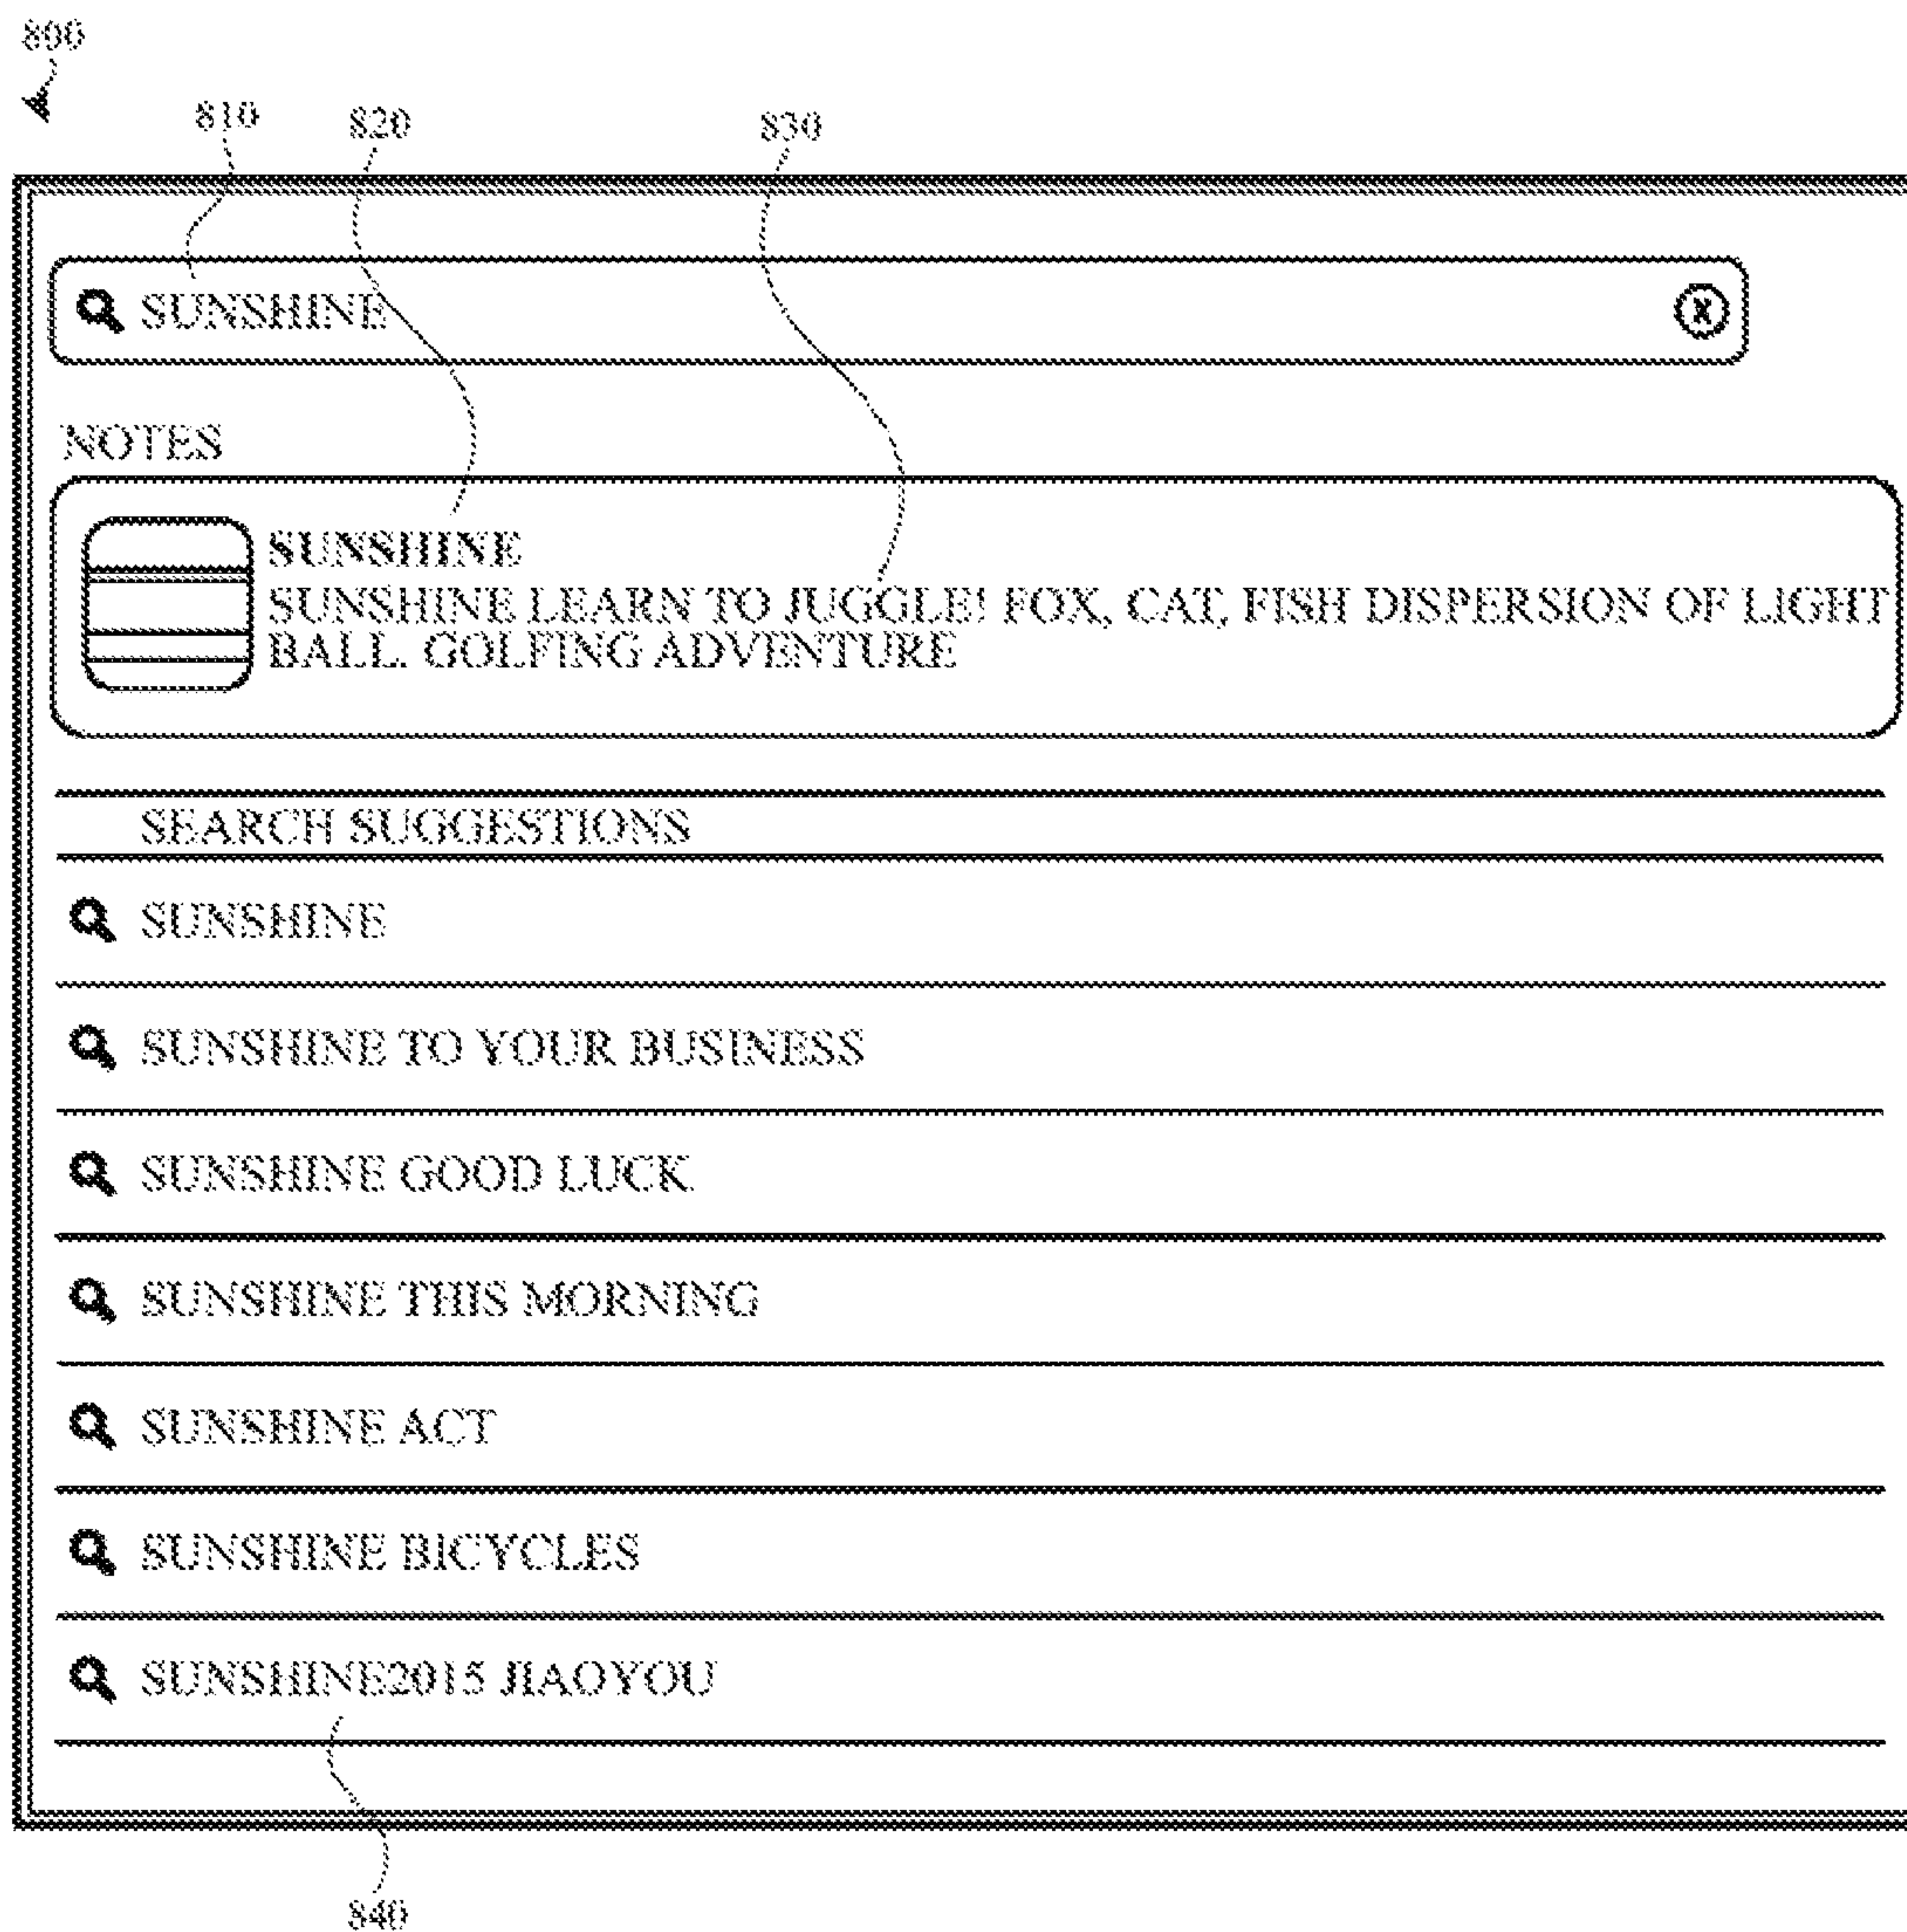 800
810 820 830
SUNSHINE X
NOTES
SUNSHINE
SUNSHINE LEARN TO JUGGLE! FOX, CAT, FISH DISPERSION OF LIGHT
BALL. GOLFING ADVENTURE
SEARCH SUGGESTIONS
SUNSHINE
SUNSHINE TO YOUR BUSINESS
SUNSHINE GOOD LUCK
SUNSHINE THIS MORNING
SUNSHINE ACT
SUNSHINE BICYCLES
SUNSHINE2015 JIAOYOU
840